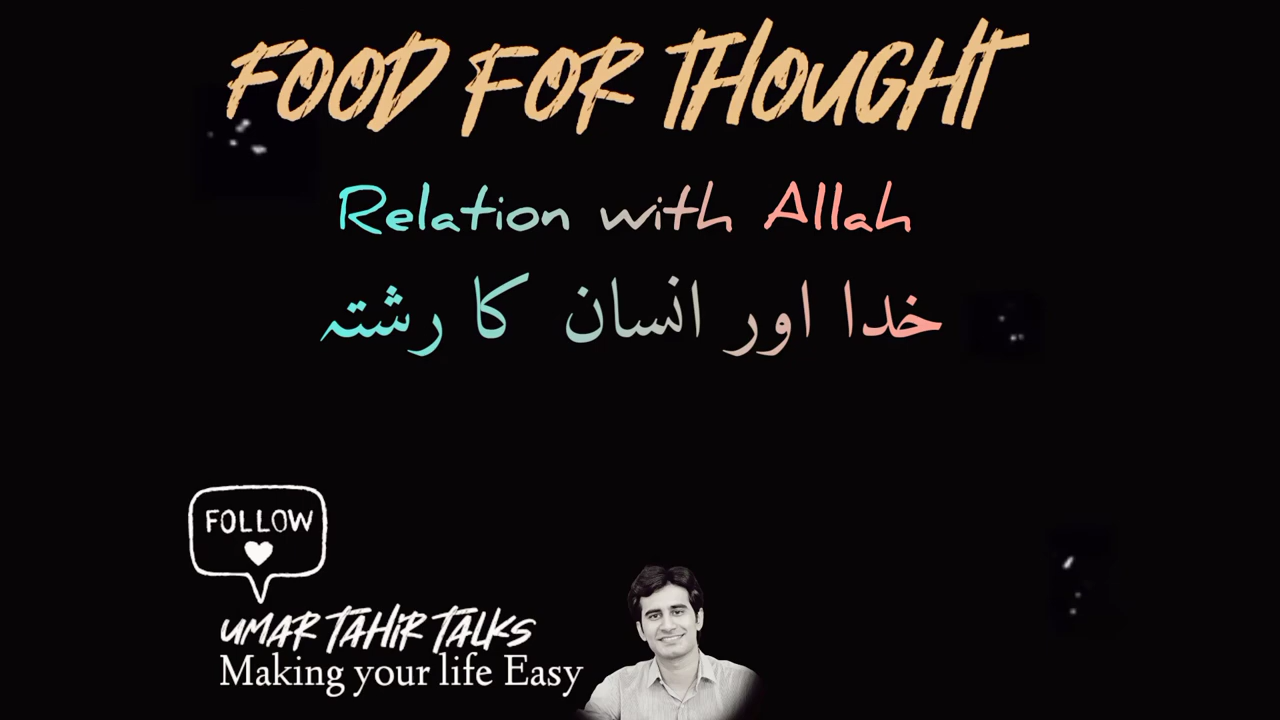 FOOD FOR THOUGHT
Relation with Allah
خدا اور انسان کا رشتہ
FOLLOW
UMAR TAHIR TALKS
Making your life Easy